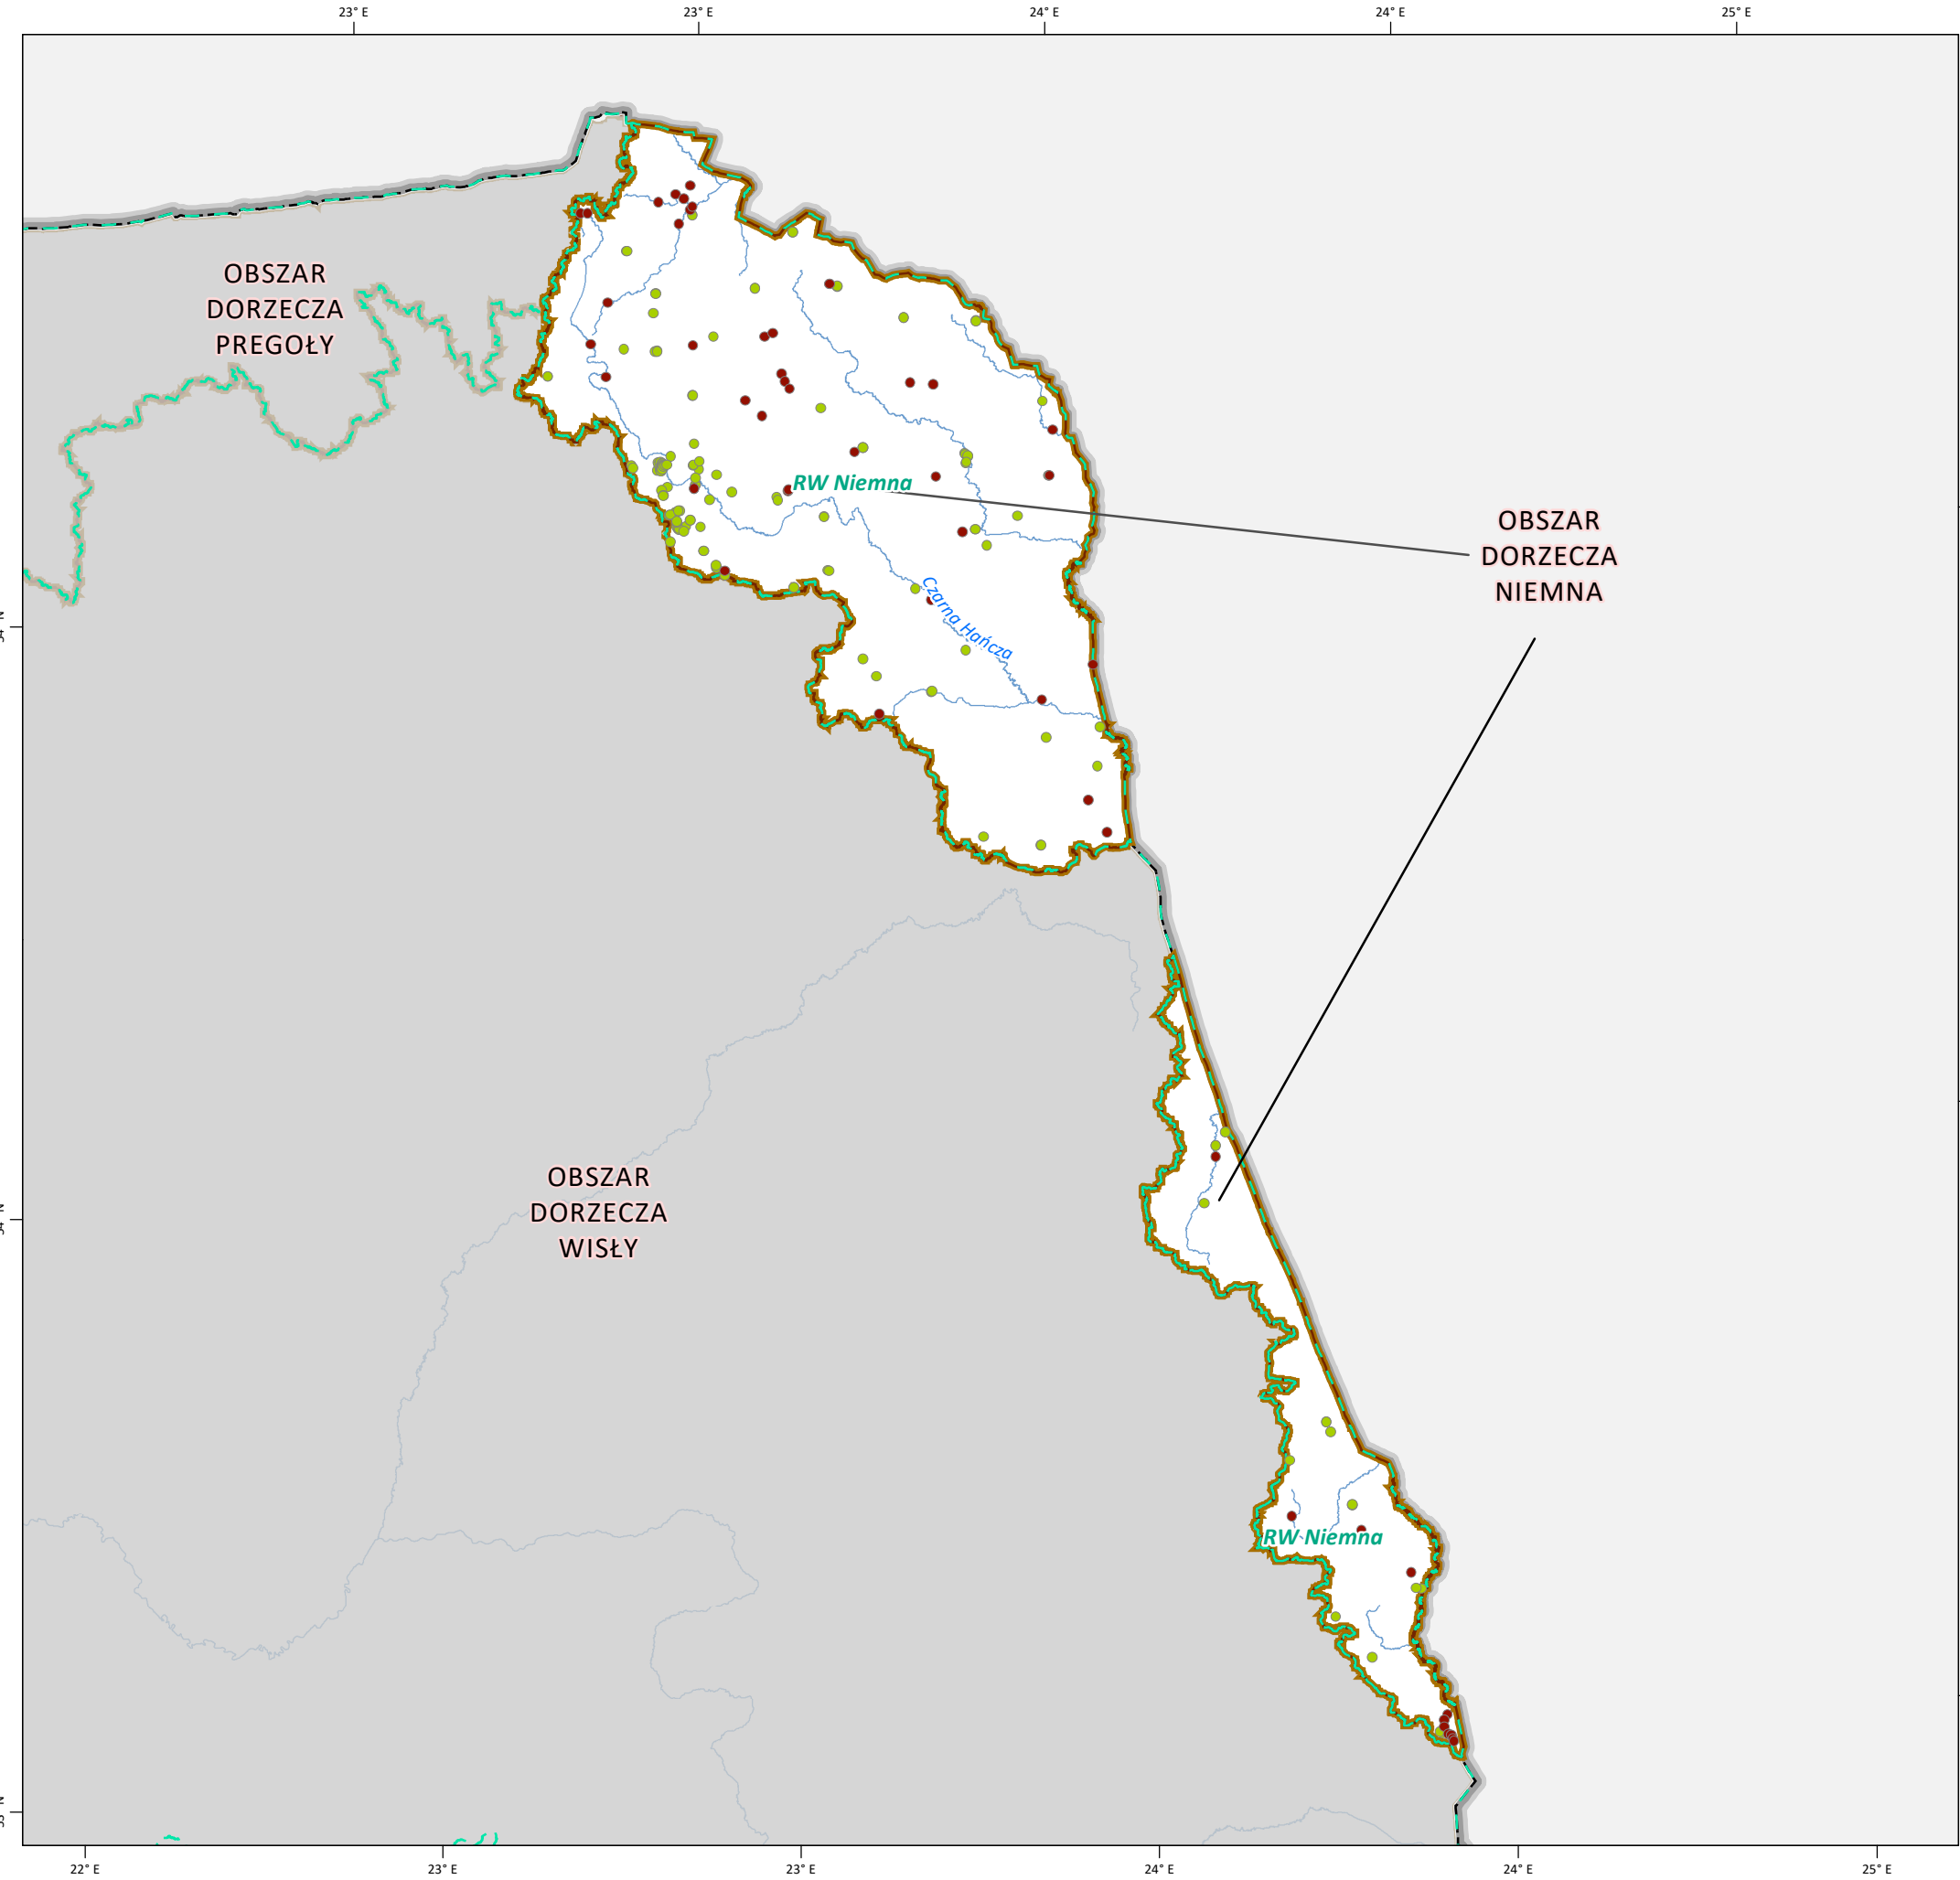 23° E
23° E
24° E
24° E
25° E
OBSZAR
DORZECZA
PREGOŁY
RW Niemna
OBSZAR
DORZECZA
NIEMNA
Czarna Hańcza
OBSZAR
DORZECZA
WISŁY
RW Niemna
22° E
23° E
23° E
24° E
24° E
25° E